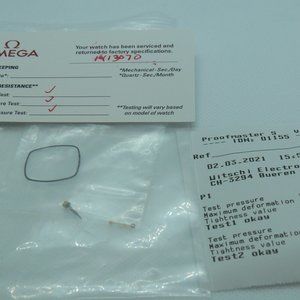 Ω
OMEGA
Your watch has been serviced and
returned to factory specifications.
KEEPING
*Mechanical-Sec/Day
*Quartz-Sec/Month
RESISTANCE**
Test:
ure Test:
ssure Test:
**Testing will vary based
on model of watch
Proofmaster S
Ref
02.03.2021 15:
Witschi Electro
CH-3294 Bueren
P1
Test pressure
Maximum deformation
Tightness value
Test1 okay
Test pressure
Maximum deformation
Tightness value
Test2 okay